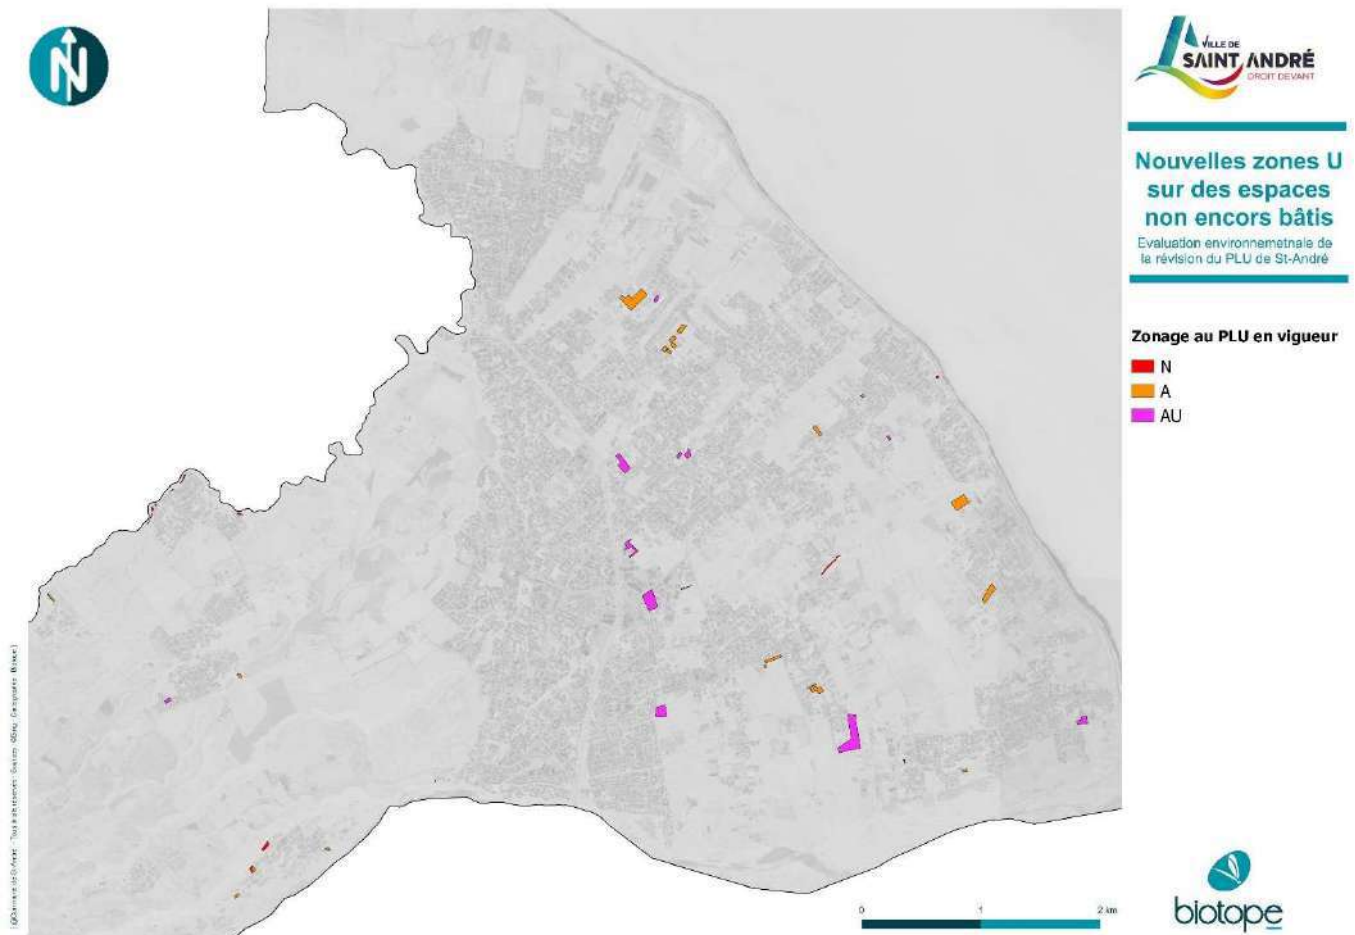 N
VILLE DE
SAINT ANDRÉ
DROIT DEVANT
Nouvelles zones U
sur des espaces
non encors bâtis
Evaluation environnemetnale de
la révision du PLU de St-André
Zonage au PLU en vigueur
N
A
AU
0 1 2 km
biotope